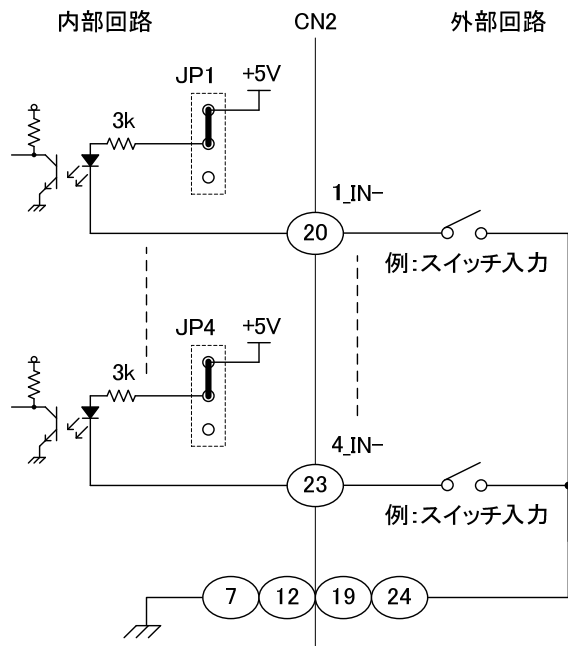 内部回路
CN2
外部回路
JP1
+5V
3k
1_IN-
20
例:スイッチ入力
JP4
+5V
3k
4_IN-
23
例:スイッチ入力
7
12
19
24